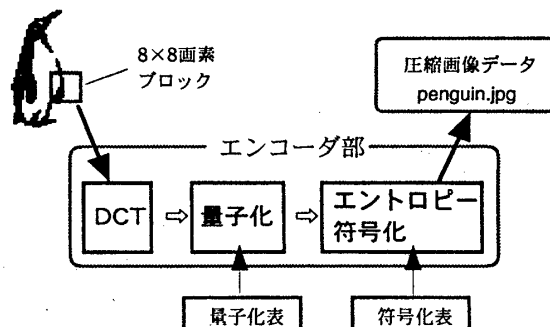 8×8画素
ブロック
圧縮画像データ
penguin.jpg
エンコーダ部
DCT
量子化
エントロピー
符号化
量子化表
符号化表